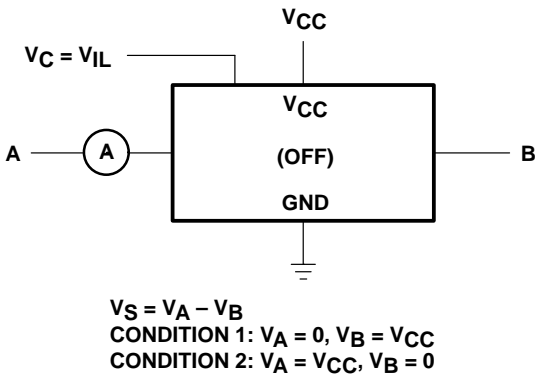 VCC
VC = VIL
VCC
A
A
(OFF)
B
GND
VS = VA – VB
CONDITION 1: VA = 0, VB = VCC
CONDITION 2: VA = VCC, VB = 0